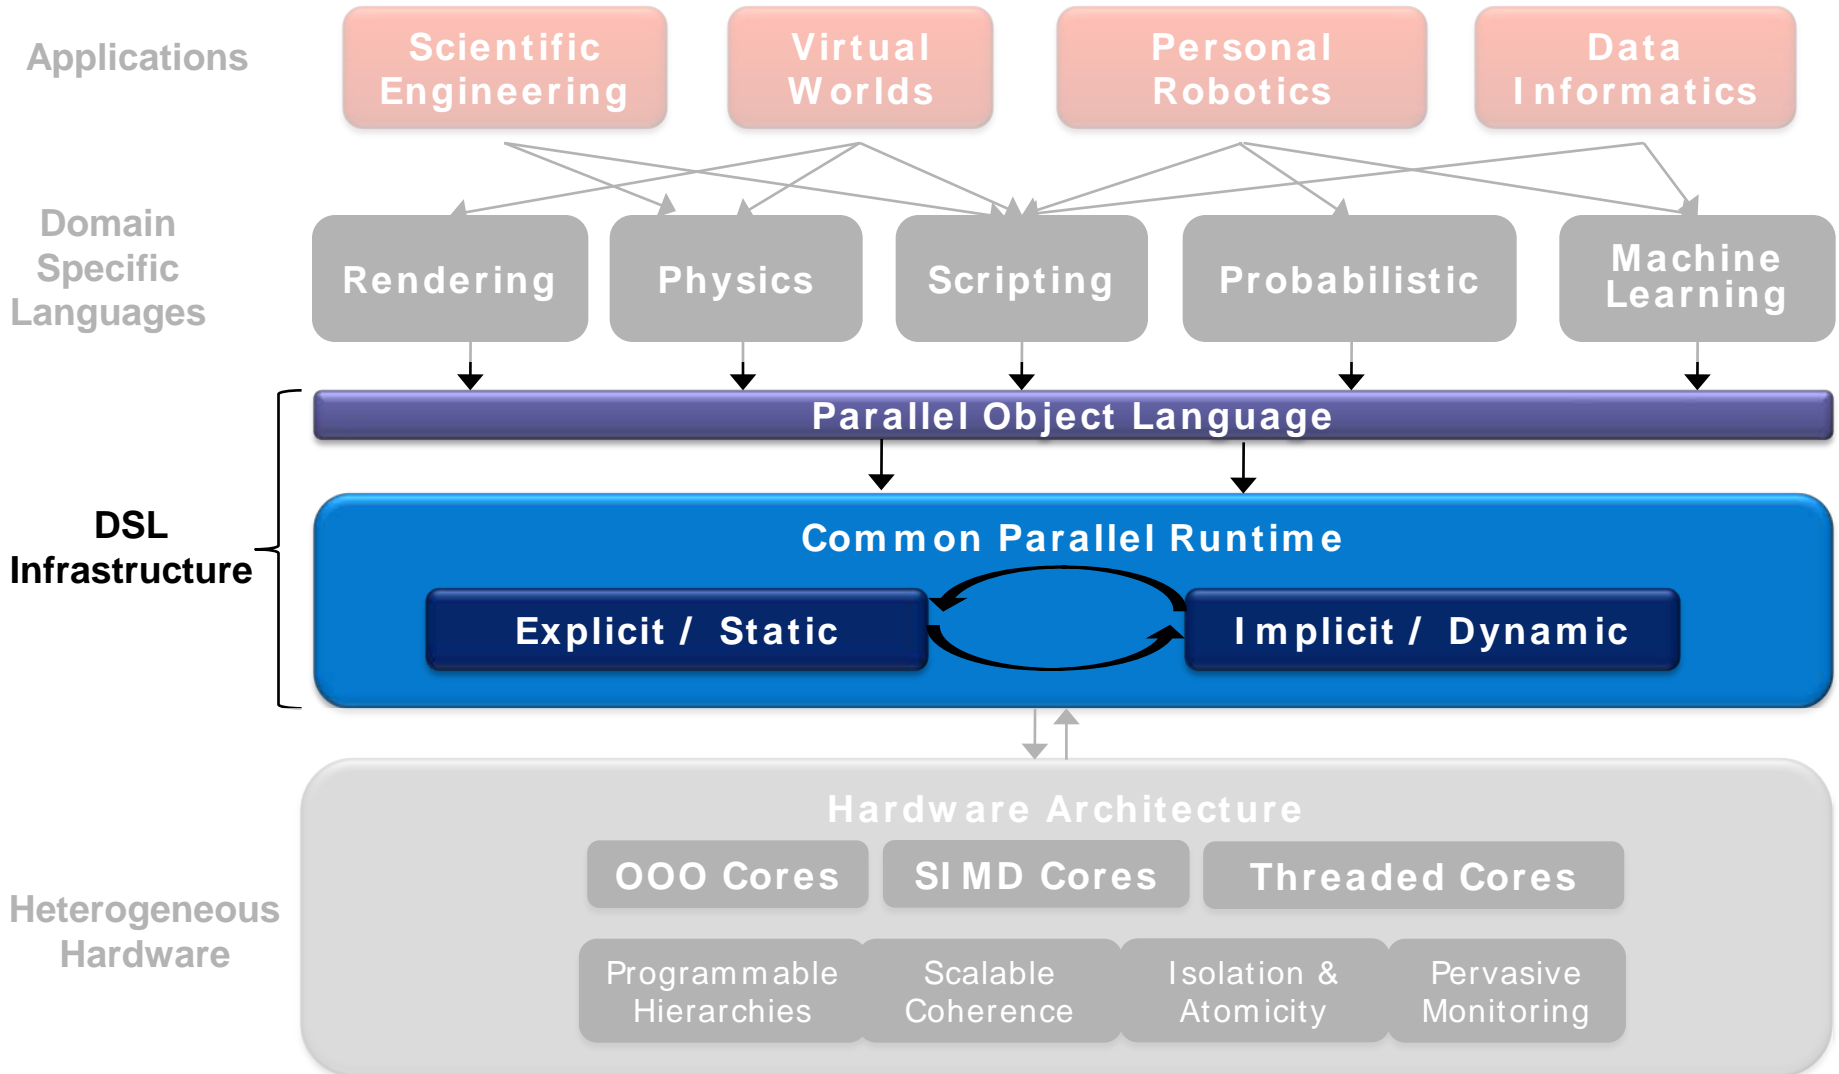 Applications
Scientific
Engineering
Virtual
Worlds
Personal
Robotics
Data
Informatics
Domain
Specific
Languages
Rendering
Physics
Scripting
Probabilistic
Machine
Learning
Parallel Object Language
DSL
Infrastructure
Common Parallel Runtime
Explicit / Static
Implicit / Dynamic
Heterogeneous
Hardware
Hardware Architecture
OOO Cores
SIMD Cores
Threaded Cores
Programmable
Hierarchies
Scalable
Coherence
Isolation &
Atomicity
Pervasive
Monitoring